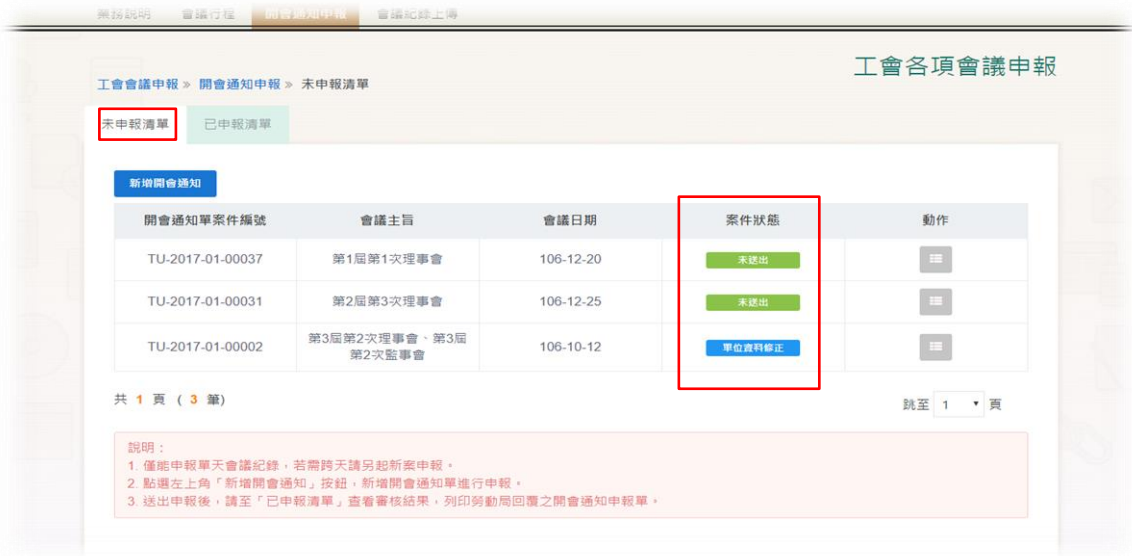 業務說明 會議行程 開會通知申報 會議紀錄上傳
工會各項會議申報
工會會議申報 » 開會通知申報 » 未申報清單
未申報清單 已申報清單
新增開會通知
開會通知單案件編號 會議主旨 會議日期 案件狀態 動作
TU-2017-01-00037 第1屆第1次理事會 106-12-20 未送出
TU-2017-01-00031 第2屆第3次理事會 106-12-25 未送出
TU-2017-01-00002 第3屆第2次理事會、第3屆
第2次監事會 106-10-12 單位資料修正
共 1 頁 ( 3 筆)
跳至 1 頁
說明：
1. 僅能申報單天會議紀錄，若需跨天請另起新案申報。
2. 點選左上角「新增開會通知」按鈕，新增開會通知單進行申報。
3. 送出申報後，請至「已申報清單」查看審核結果，列印勞動局回覆之開會通知申報單。